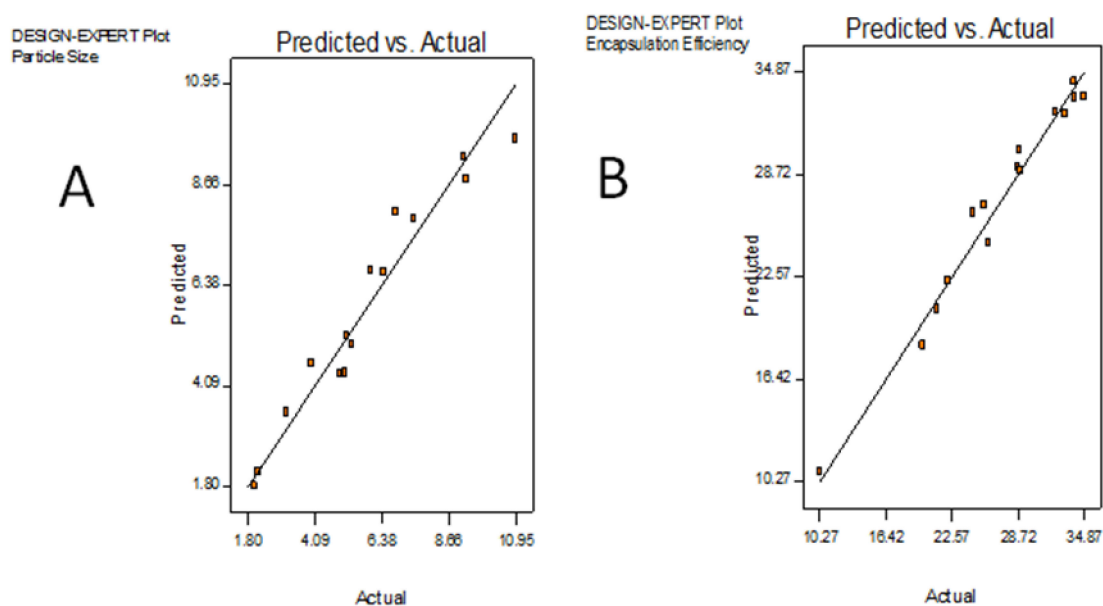 DESIGN-EXPERT Plot
Particle Size
Predicted vs. Actual
A
10.95
8.66
6.38
4.09
1.80
Predicted
1.80 4.09 6.38 8.66 10.95
Actual
DESIGN-EXPERT Plot
Encapsulation Efficiency
Predicted vs. Actual
B
34.87
28.72
22.57
16.42
10.27
Predicted
10.27 16.42 22.57 28.72 34.87
Actual